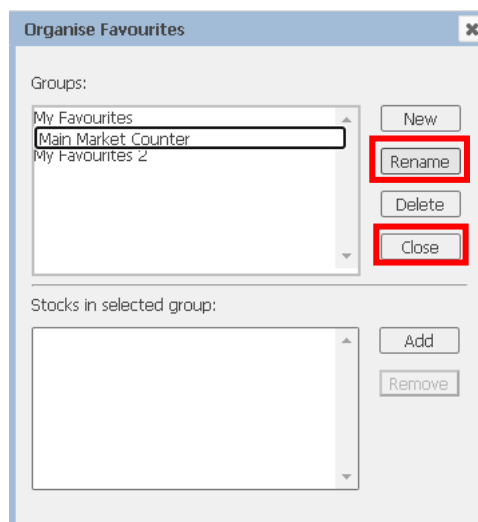 Organise Favourites
Groups:
My Favourites
Main Market Counter
My Favourites 2
New
Rename
Delete
Close
Stocks in selected group:
Add
Remove